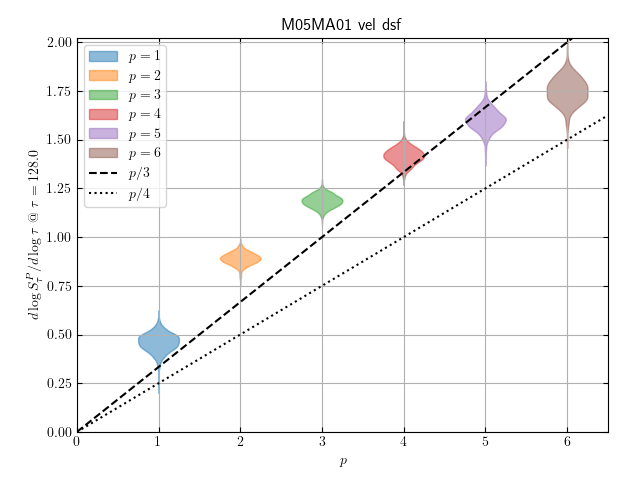 M05MA01 vel dsf
2.00
1.75
1.50
1.25
1.00
0.75
0.50
0.25
0.00
d log S_τ^P / d log τ @ τ = 128.0
p = 1
p = 2
p = 3
p = 4
p = 5
p = 6
p/3
p/4
0 1 2 3 4 5 6
p